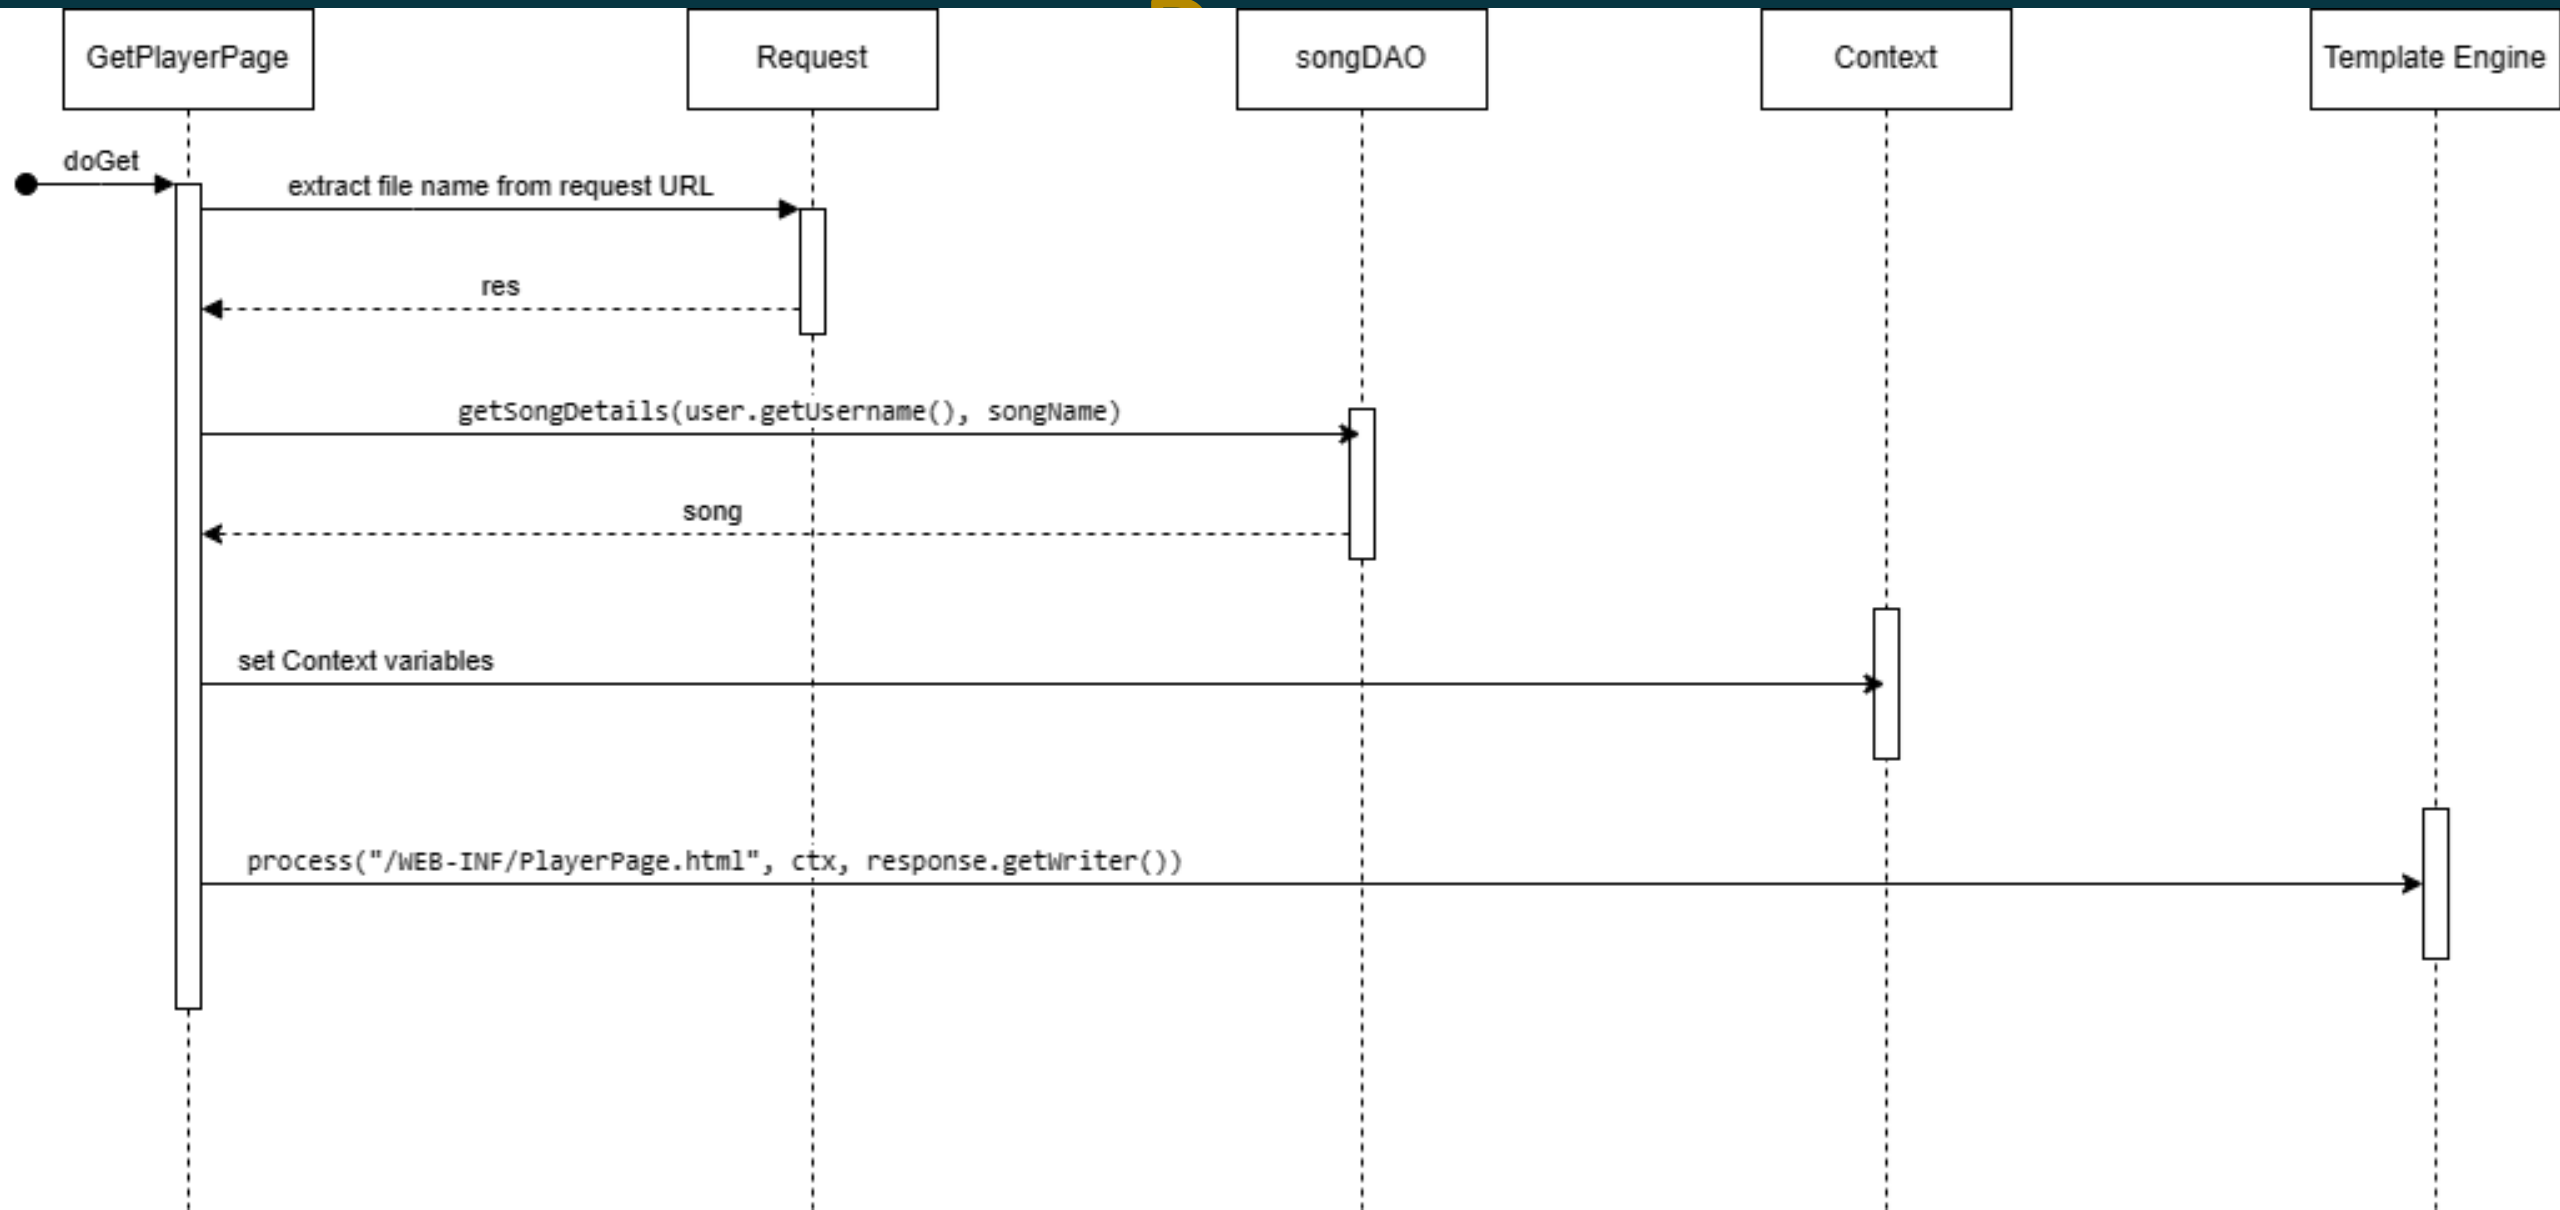 GetPlayerPage
Request
songDAO
Context
Template Engine
doGet
extract file name from request URL
res
getSongDetails(user.getUsername(), songName)
song
set Context variables
process("/WEB-INF/PlayerPage.html", ctx, response.getWriter())